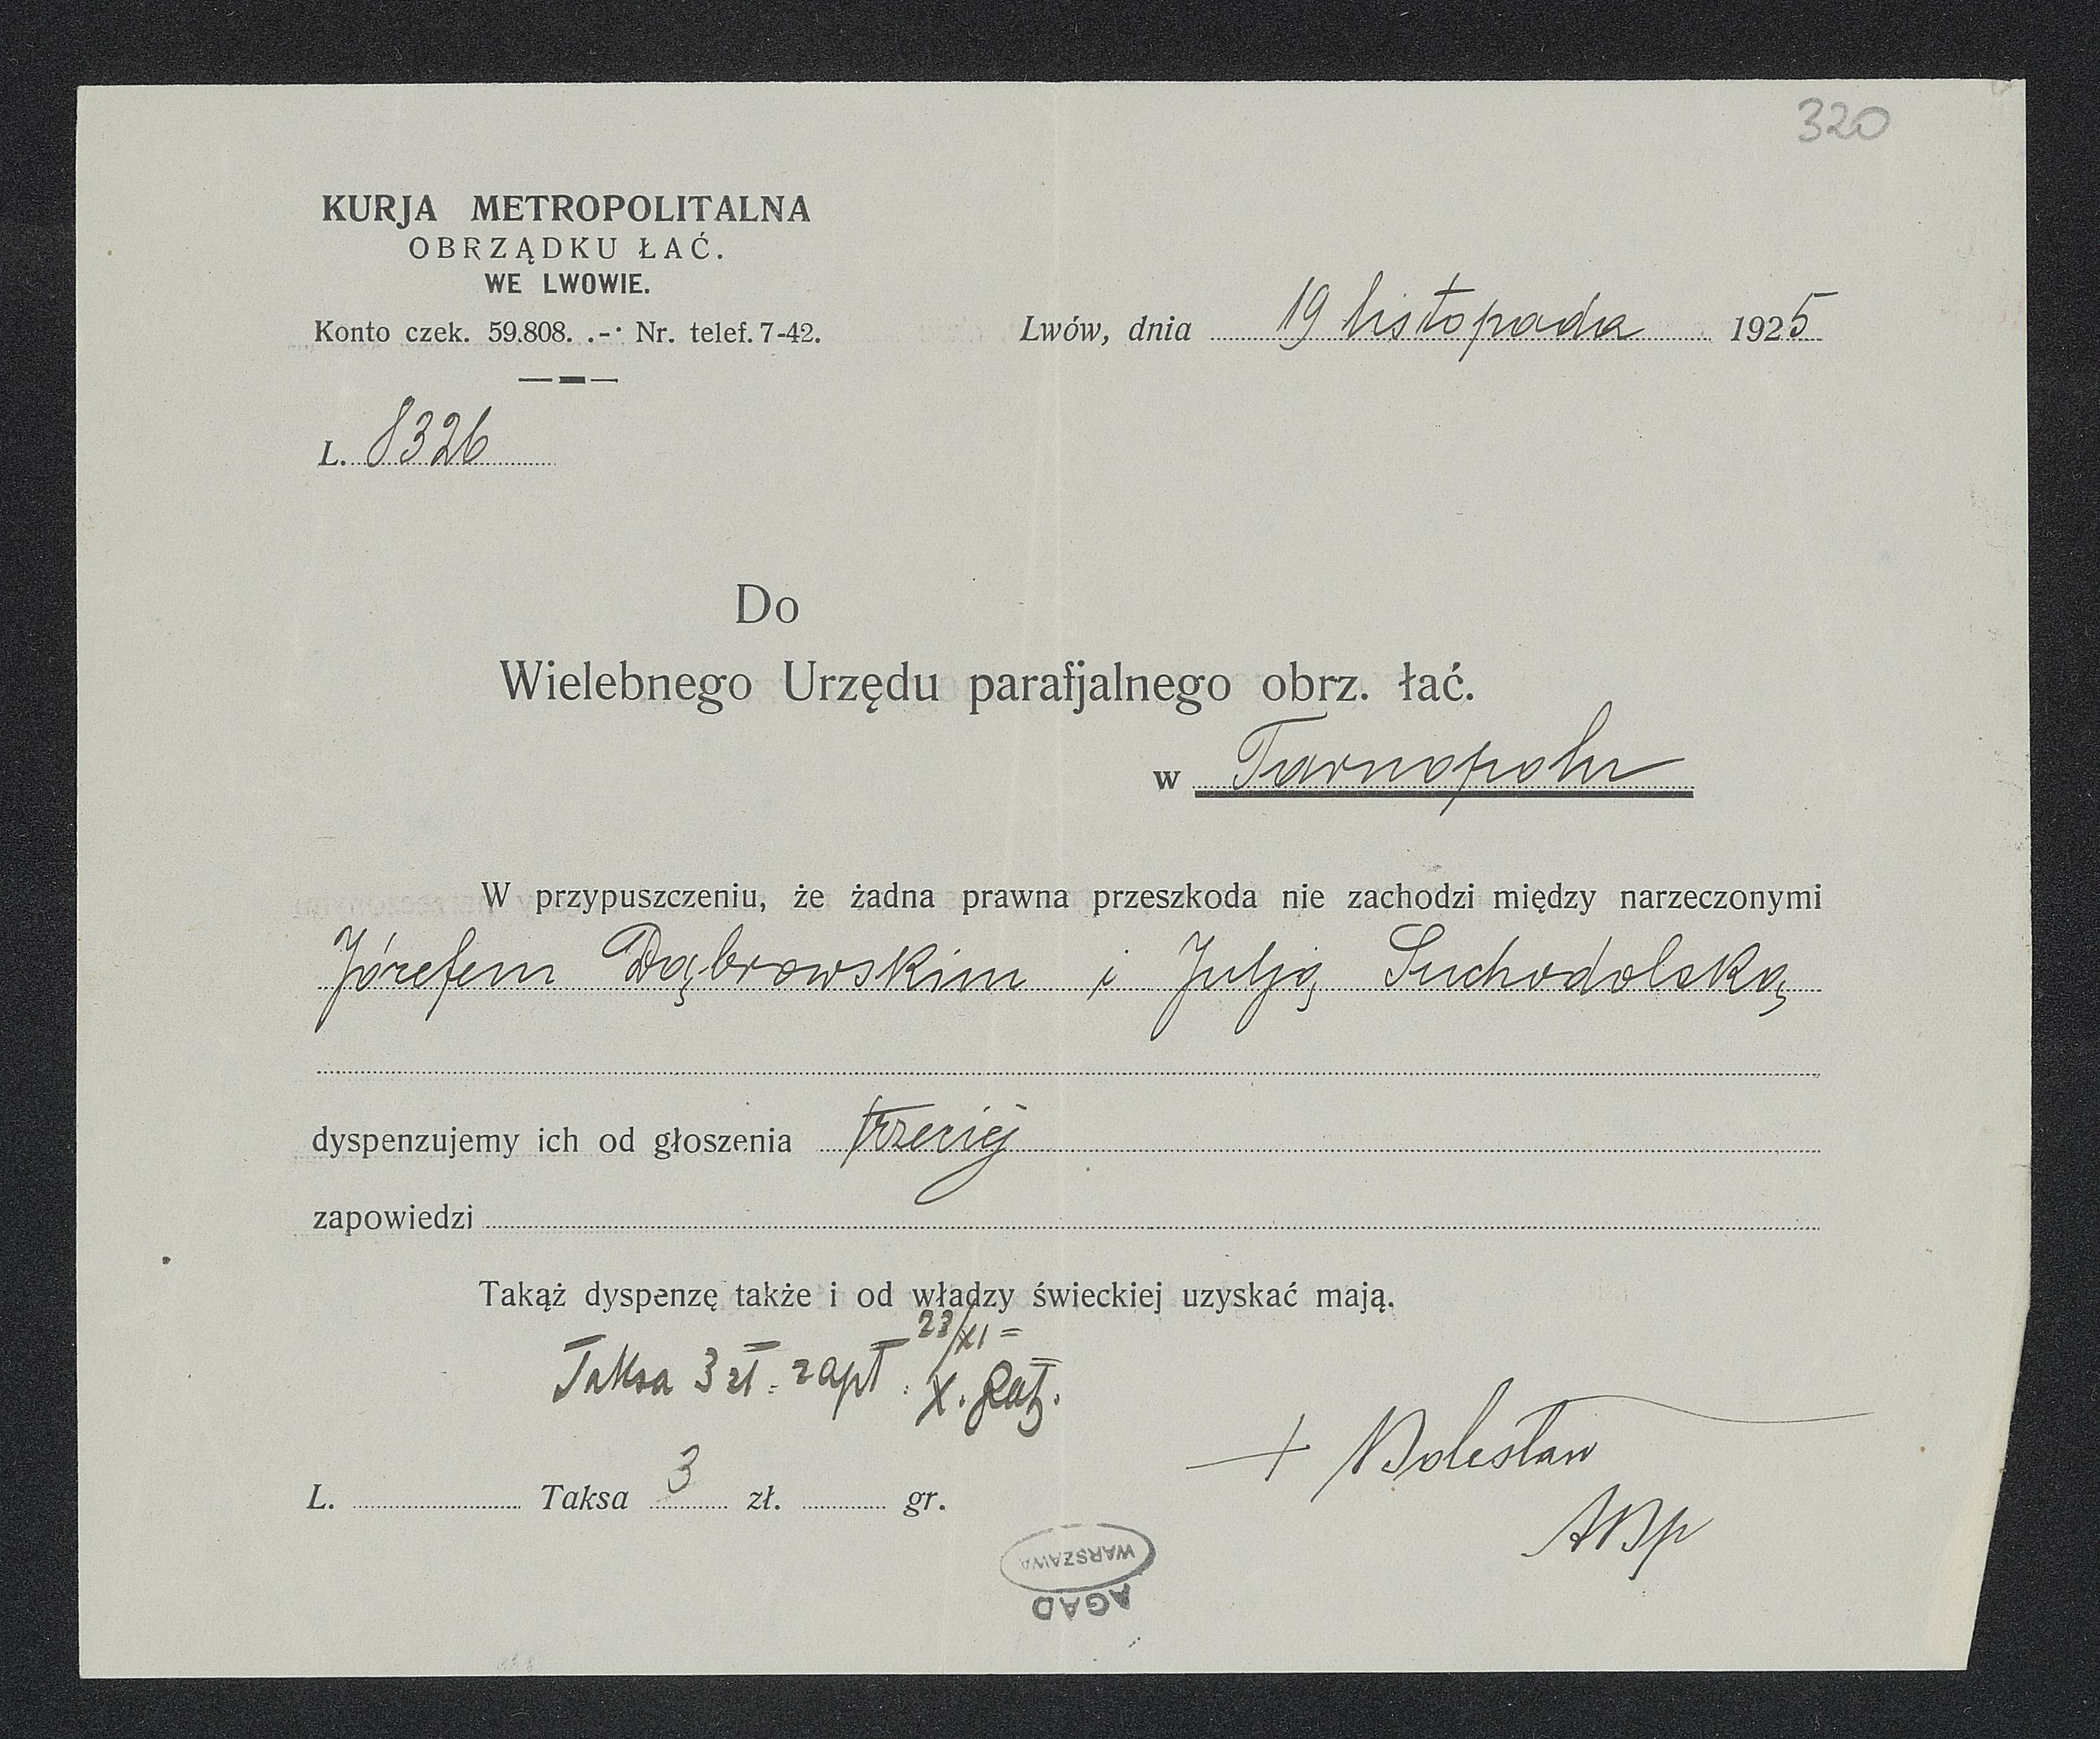 320
KURJA METROPOLITALNA
OBRZĄDKU ŁAĆ.
WE LWOWIE.
Konto czek. 59.808. .-· Nr. telef. 7-42.
Lwów, dnia 19 listopada 1925
L. 8326
Do
Wielebnego Urzędu parafjalnego obrz. łać.
w Tarnopolu
W przypuszczeniu, że żadna prawna przeszkoda nie zachodzi między narzeczonymi
Józefem Dąbrowskim i Julją Suchodolską
dyspenzujemy ich od głoszenia trzeciej
zapowiedzi
Takąż dyspenzę także i od władzy świeckiej uzyskać mają.
23/XI =
Taksa 3 zł. zapł. X.
+ Bolesław
ABp
L. Taksa 3 zł. gr.
WARSZAWA
AGAD